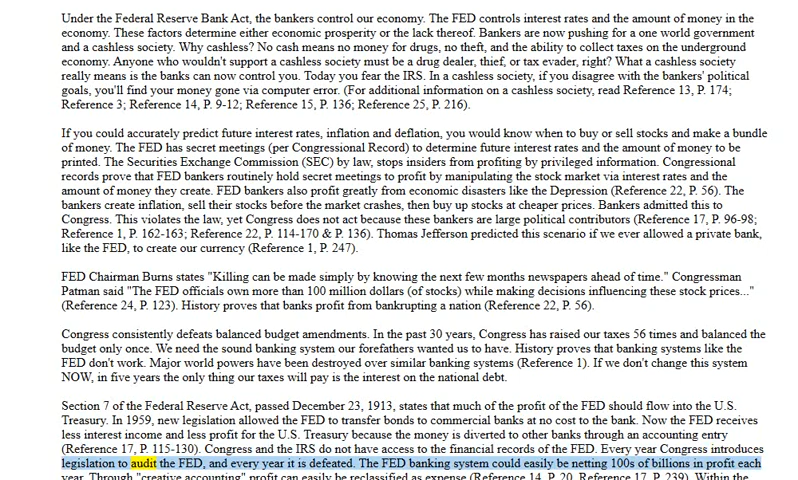 Under the Federal Reserve Bank Act, the bankers control our economy. The FED controls interest rates and the amount of money in the
economy. These factors determine either economic prosperity or the lack thereof. Bankers are now pushing for a one world government
and a cashless society. Why cashless? No cash means no money for drugs, no theft, and the ability to collect taxes on the underground
economy. Anyone who wouldn't support a cashless society must be a drug dealer, thief, or tax evader, right? What a cashless society
really means is the banks can now control you. Today you fear the IRS. In a cashless society, if you disagree with the bankers' political
goals, you'll find your money gone via computer error. (For additional information on a cashless society, read Reference 13, P. 174;
Reference 3; Reference 14, P. 9-12; Reference 15, P. 136; Reference 25, P. 216).
If you could accurately predict future interest rates, inflation and deflation, you would know when to buy or sell stocks and make a bundle
of money. The FED has secret meetings (per Congressional Record) to determine future interest rates and the amount of money to be
printed. The Securities Exchange Commission (SEC) by law, stops insiders from profiting by privileged information. Congressional
records prove that FED bankers routinely hold secret meetings to profit by manipulating the stock market via interest rates and the
amount of money they create. FED bankers also profit greatly from economic disasters like the Depression (Reference 22, P. 56). The
bankers create inflation, sell their stocks before the market crashes, then buy up stocks at cheaper prices. Bankers admitted this to
Congress. This violates the law, yet Congress does not act because these bankers are large political contributors (Reference 17, P. 96-98;
Reference 1, P. 162-163; Reference 22, P. 114-170 & P. 136). Thomas Jefferson predicted this scenario if we ever allowed a private bank,
like the FED, to create our currency (Reference 1, P. 247).
FED Chairman Burns states "Killing can be made simply by knowing the next few months newspapers ahead of time." Congressman
Patman said "The FED officials own more than 100 million dollars (of stocks) while making decisions influencing these stock prices..."
(Reference 24, P. 123). History proves that banks profit from bankrupting a nation (Reference 22, P. 56).
Congress consistently defeats balanced budget amendments. In the past 30 years, Congress has raised our taxes 56 times and balanced the
budget only once. We need the sound banking system our forefathers wanted us to have. History proves that banking systems like the
FED don't work. Major world powers have been destroyed over similar banking systems (Reference 1). If we don't change this system
NOW, in five years the only thing our taxes will pay is the interest on the national debt.
Section 7 of the Federal Reserve Act, passed December 23, 1913, states that much of the profit of the FED should flow into the U.S.
Treasury. In 1959, new legislation allowed the FED to transfer bonds to commercial banks at no cost to the bank. Now the FED receives
less interest income and less profit for the U.S. Treasury because the money is diverted to other banks through an accounting entry
(Reference 17, P. 115-130). Congress and the IRS do not have access to the financial records of the FED. Every year Congress introduces
legislation to audit the FED, and every year it is defeated. The FED banking system could easily be netting 100s of billions in profit each
year. Through "creative accounting" profit can easily be reclassified as expense (Reference 14, P. 20, Reference 17, P. 239). Within the